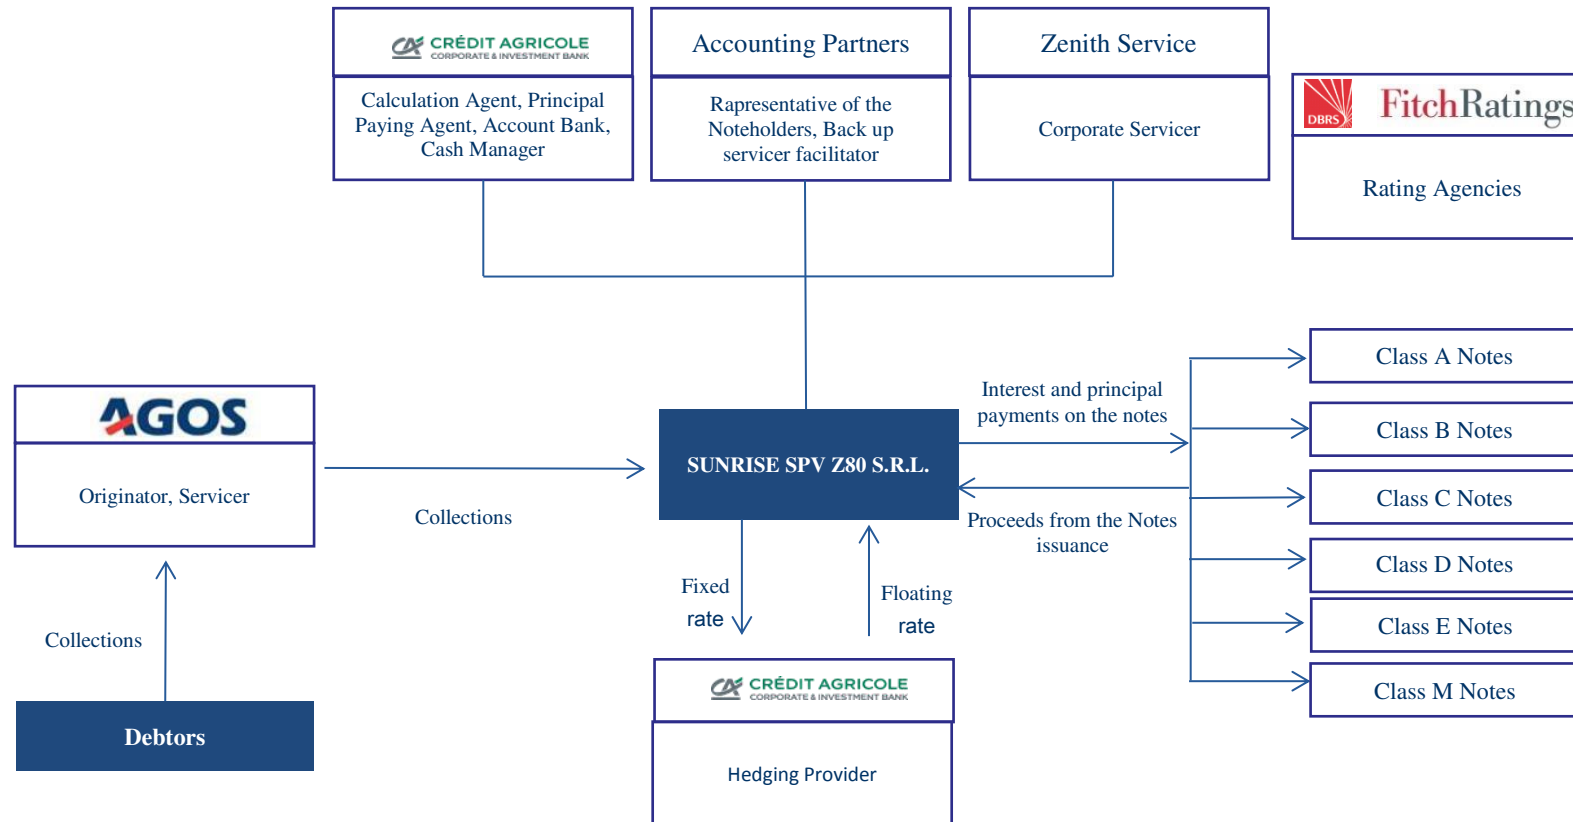 CRÉDIT AGRICOLE
CORPORATE & INVESTMENT BANK
Calculation Agent, Principal
Paying Agent, Account Bank,
Cash Manager
Accounting Partners
Rapresentative of the
Noteholders, Back up
servicer facilitator
Zenith Service
Corporate Servicer
DBRS
FitchRatings
Rating Agencies
AGOS
Originator, Servicer
Collections
Debtors
Collections
SUNRISE SPV Z80 S.R.L.
Interest and principal
payments on the notes
Proceeds from the Notes
issuance
Fixed
rate
Floating
rate
CRÉDIT AGRICOLE
CORPORATE & INVESTMENT BANK
Hedging Provider
Class A Notes
Class B Notes
Class C Notes
Class D Notes
Class E Notes
Class M Notes